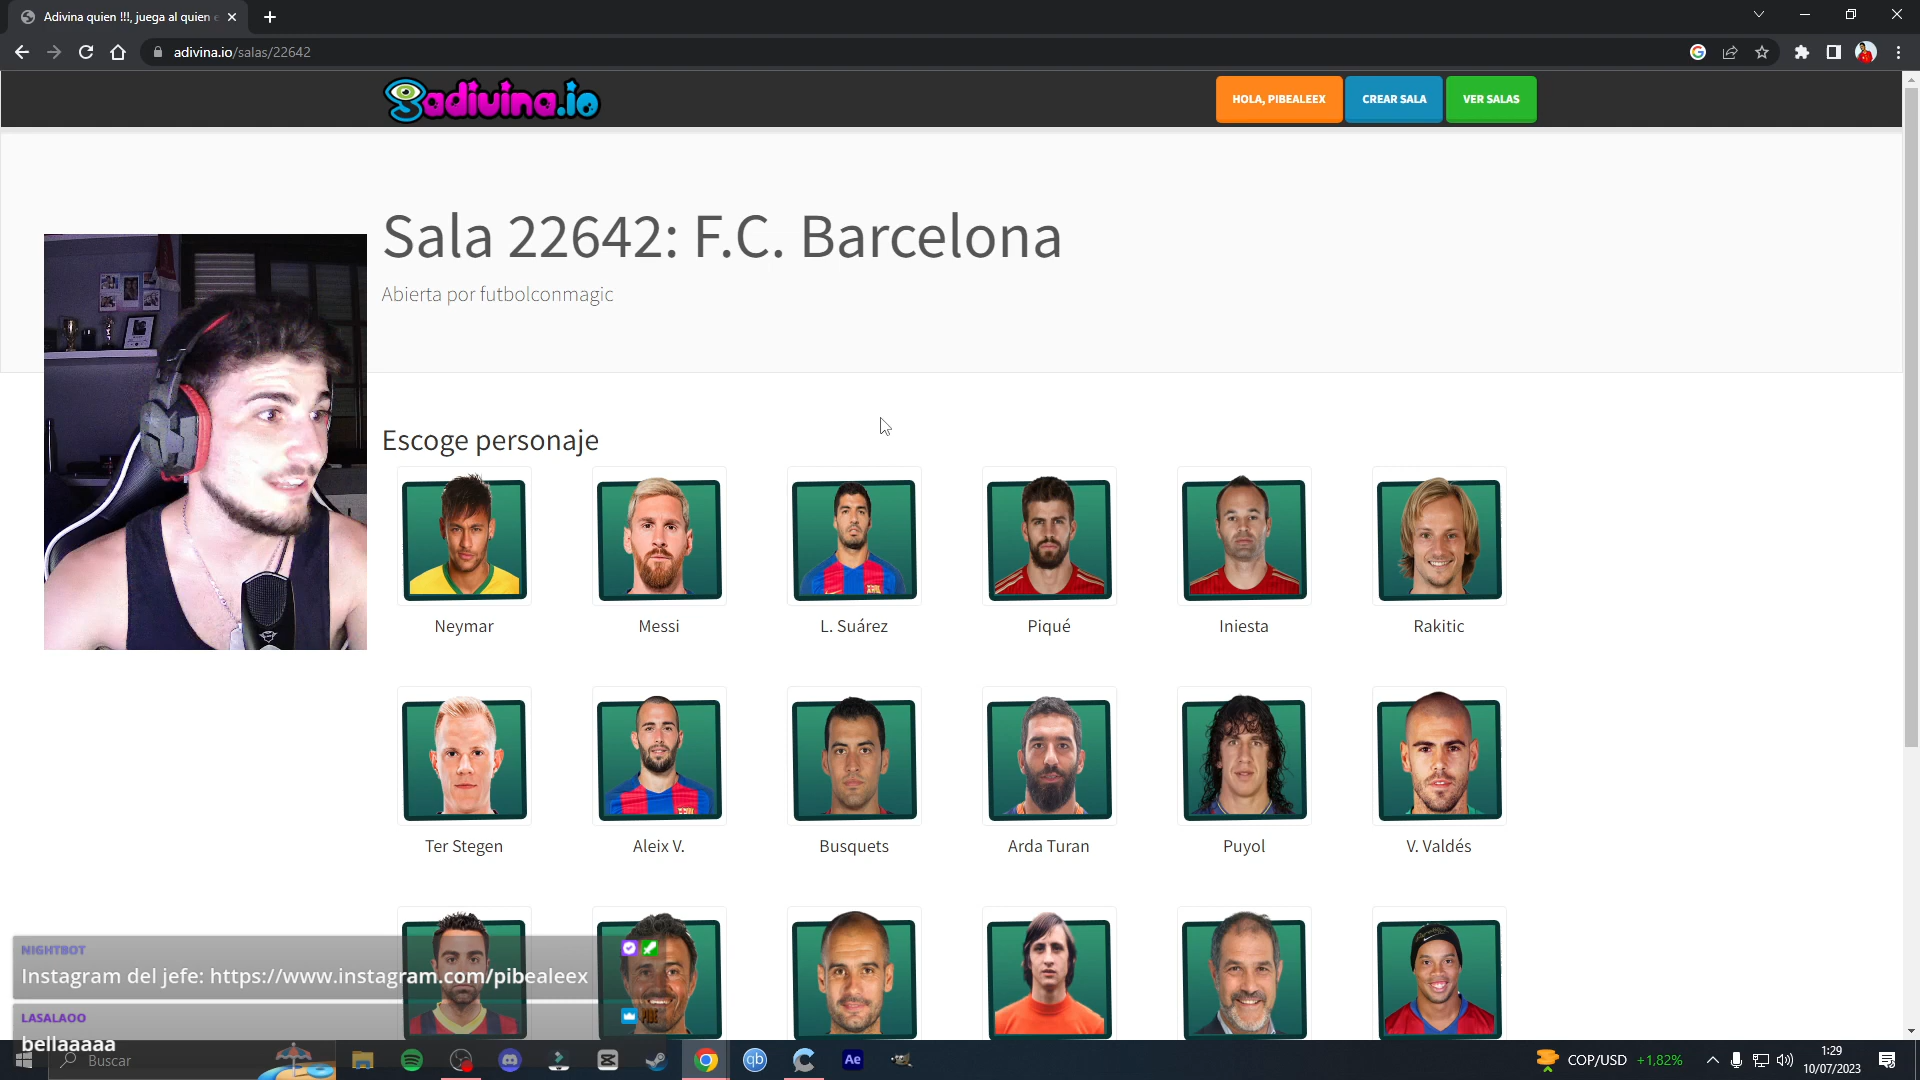 Adivina quien !!!, juega al quien e
adivina.io/salas/22642
adivina.io
HOLA, PIBEALEEX
CREAR SALA
VER SALAS
Sala 22642: F.C. Barcelona
Abierta por futbolconmagic
Escoge personaje
Neymar
Messi
L. Suárez
Piqué
Iniesta
Rakitic
Ter Stegen
Aleix V.
Busquets
Arda Turan
Puyol
V. Valdés
NIGHTBOT
Instagram del jefe: https://www.instagram.com/pibealeex
LASALAOO
bellaaaaa
PIBE
Buscar
qb
Ae
COP/USD +1,82%
1:29
10/07/2023